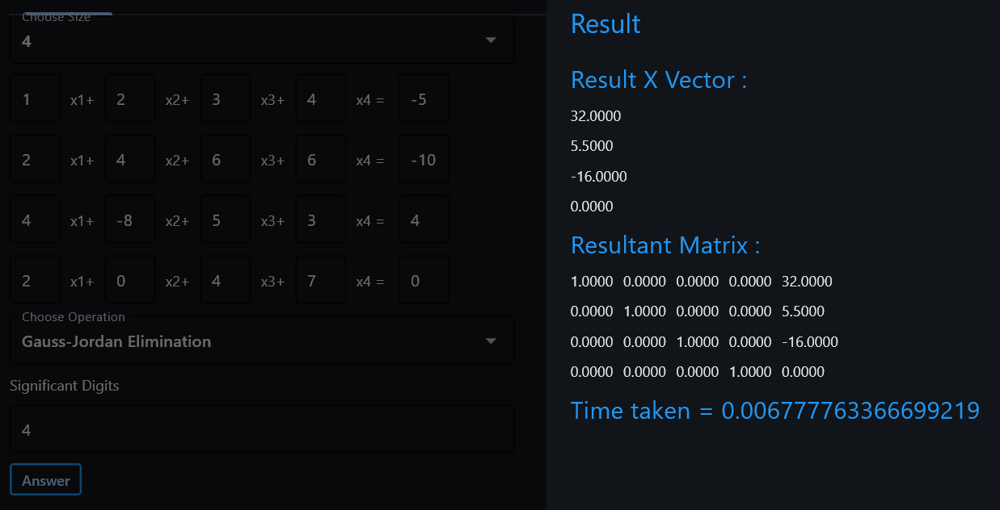 Choose Size
4
1 x1+ 2 x2+ 3 x3+ 4 x4 = -5
2 x1+ 4 x2+ 6 x3+ 6 x4 = -10
4 x1+ -8 x2+ 5 x3+ 3 x4 = 4
2 x1+ 0 x2+ 4 x3+ 7 x4 = 0
Choose Operation
Gauss-Jordan Elimination
Significant Digits
4
Answer
Result
Result X Vector :
32.0000
5.5000
-16.0000
0.0000
Resultant Matrix :
1.0000 0.0000 0.0000 0.0000 32.0000
0.0000 1.0000 0.0000 0.0000 5.5000
0.0000 0.0000 1.0000 0.0000 -16.0000
0.0000 0.0000 0.0000 1.0000 0.0000
Time taken = 0.006777763366699219